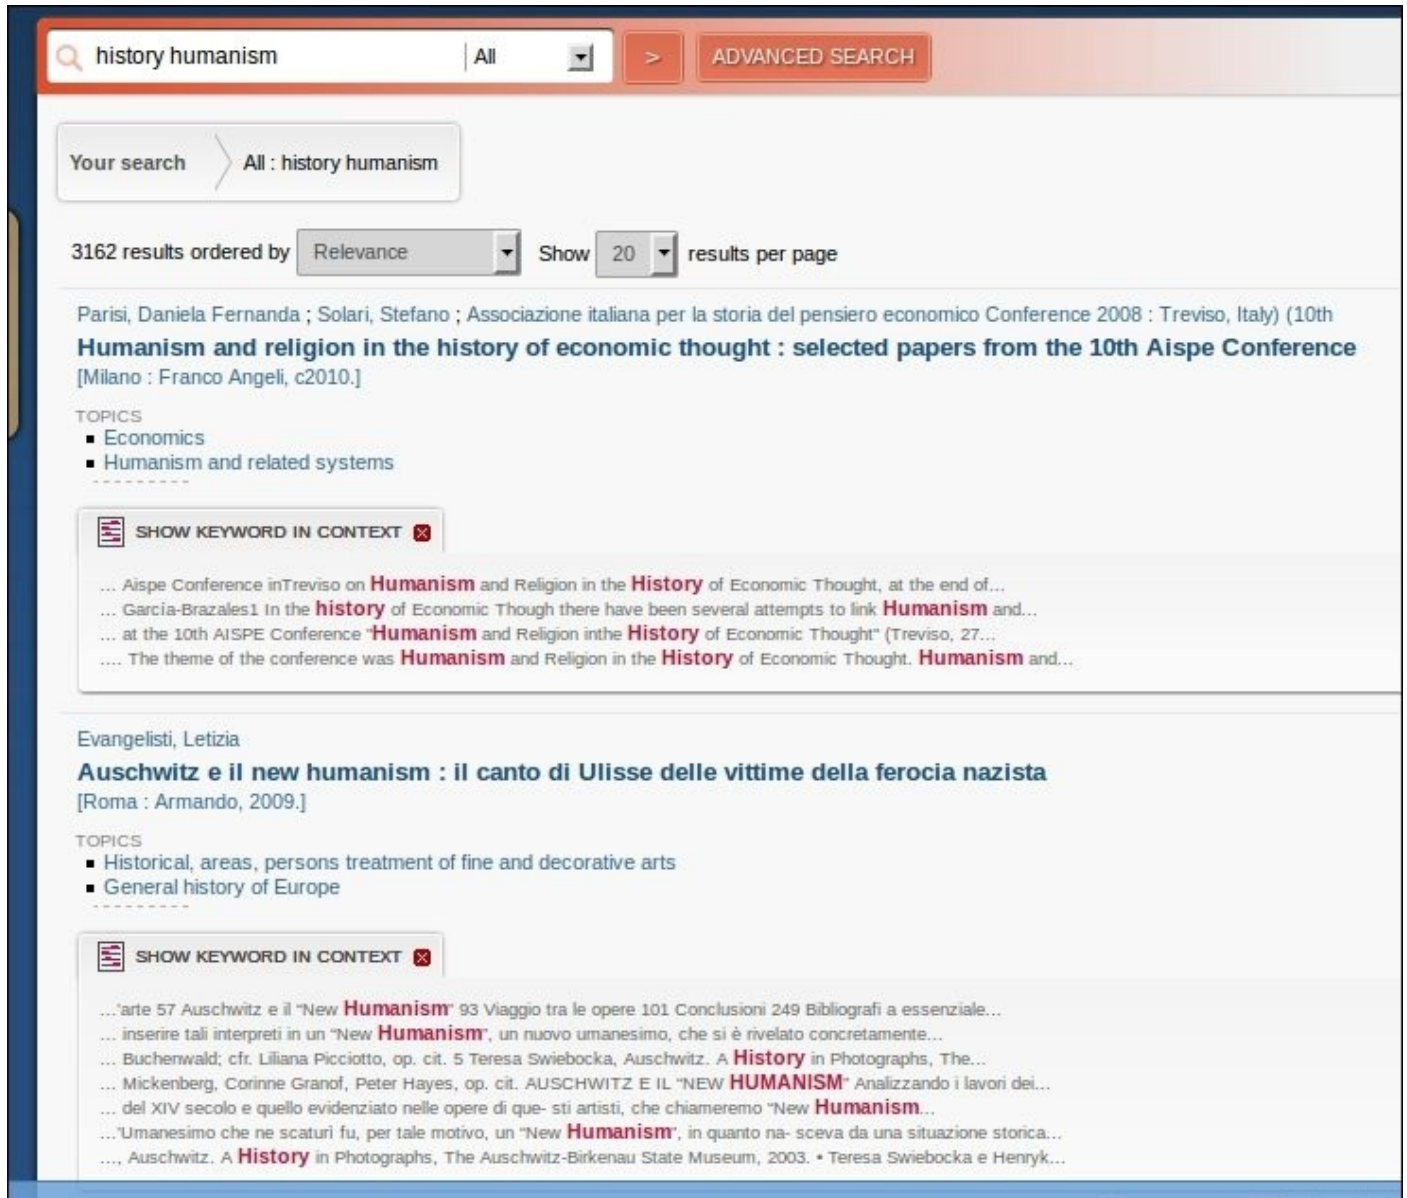 history humanism All > ADVANCED SEARCH
Your search All : history humanism
3162 results ordered by Relevance Show 20 results per page
Parisi, Daniela Fernanda ; Solari, Stefano ; Associazione italiana per la storia del pensiero economico Conference 2008 : Treviso, Italy) (10th
Humanism and religion in the history of economic thought : selected papers from the 10th Aispe Conference
[Milano : Franco Angeli, c2010.]
TOPICS
▪ Economics
▪ Humanism and related systems
SHOW KEYWORD IN CONTEXT
... Aispe Conference inTreviso on Humanism and Religion in the History of Economic Thought, at the end of...
... García-Brazales1 In the history of Economic Though there have been several attempts to link Humanism and...
... at the 10th AISPE Conference "Humanism and Religion inthe History of Economic Thought" (Treviso, 27...
.... The theme of the conference was Humanism and Religion in the History of Economic Thought. Humanism and...
Evangelisti, Letizia
Auschwitz e il new humanism : il canto di Ulisse delle vittime della ferocia nazista
[Roma : Armando, 2009.]
TOPICS
▪ Historical, areas, persons treatment of fine and decorative arts
▪ General history of Europe
SHOW KEYWORD IN CONTEXT
...'arte 57 Auschwitz e il "New Humanism" 93 Viaggio tra le opere 101 Conclusioni 249 Bibliografi a essenziale...
... inserire tali interpreti in un "New Humanism", un nuovo umanesimo, che si è rivelato concretamente...
... Buchenwald; cfr. Liliana Picciotto, op. cit. 5 Teresa Swiebocka, Auschwitz. A History in Photographs, The...
... Mickenberg, Corinne Granof, Peter Hayes, op. cit. AUSCHWITZ E IL "NEW HUMANISM" Analizzando i lavori dei...
... del XIV secolo e quello evidenziato nelle opere di que- sti artisti, che chiameremo "New Humanism...
...'Umanesimo che ne scaturì fu, per tale motivo, un "New Humanism", in quanto na- sceva da una situazione storica...
..., Auschwitz. A History in Photographs, The Auschwitz-Birkenau State Museum, 2003. • Teresa Swiebocka e Henryk...